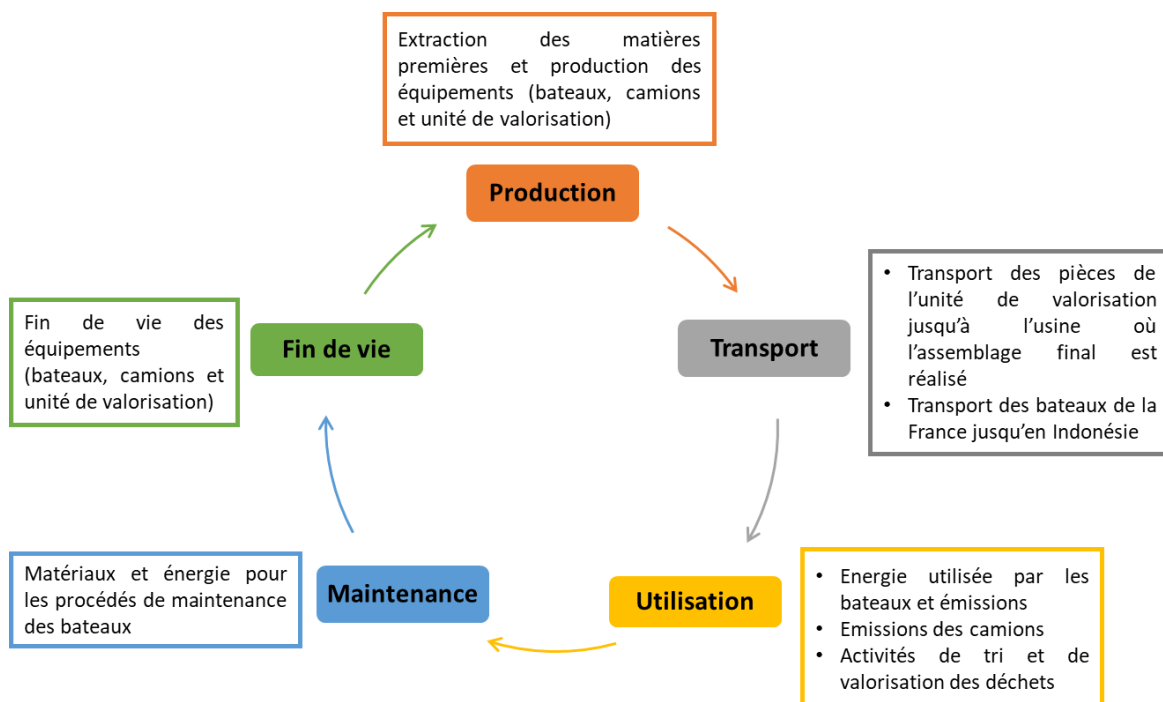 Extraction des matières
premières et production des
équipements (bateaux, camions
et unité de valorisation)
Production
• Transport des pièces de
l'unité de valorisation
jusqu'à l'usine où
l'assemblage final est
réalisé
• Transport des bateaux de la
France jusqu'en Indonésie
Transport
• Energie utilisée par les
bateaux et émissions
• Emissions des camions
• Activités de tri et de
valorisation des déchets
Utilisation
Maintenance
Matériaux et énergie pour
les procédés de maintenance
des bateaux
Fin de vie
Fin de vie des
équipements
(bateaux, camions et
unité de valorisation)